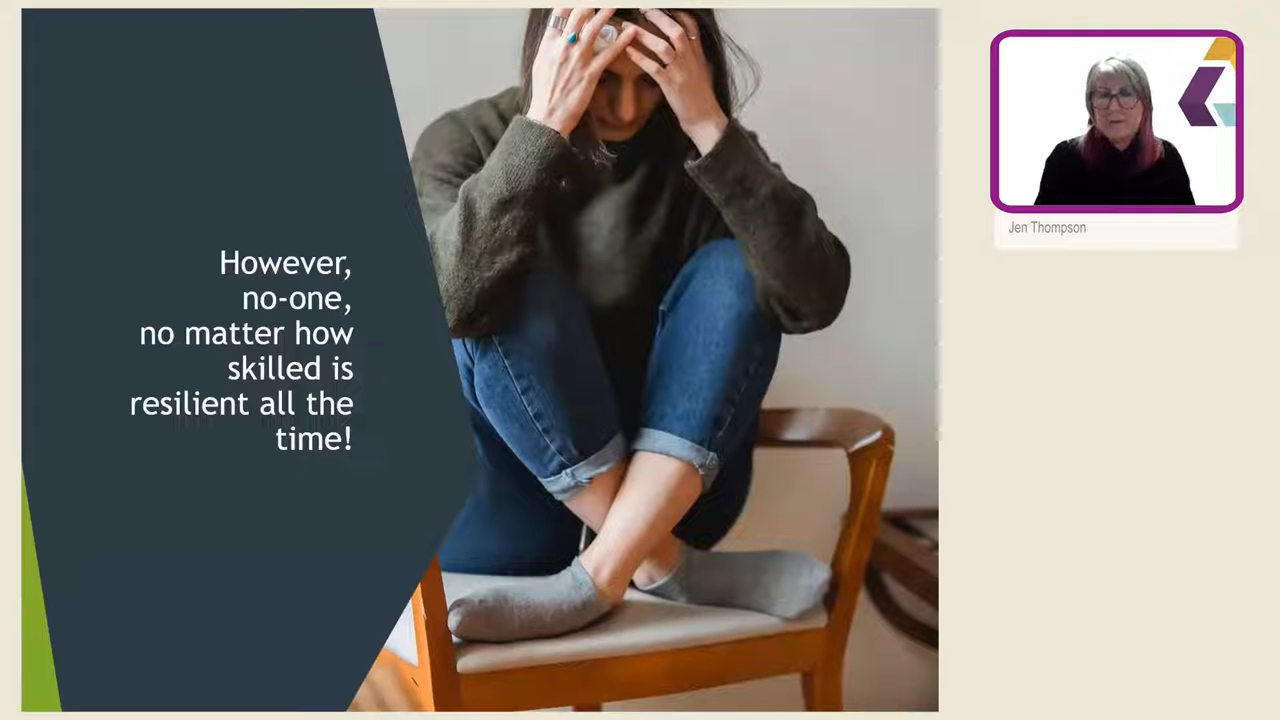 However,
no-one,
no matter how
skilled is
resilient all the
time!
Jen Thompson